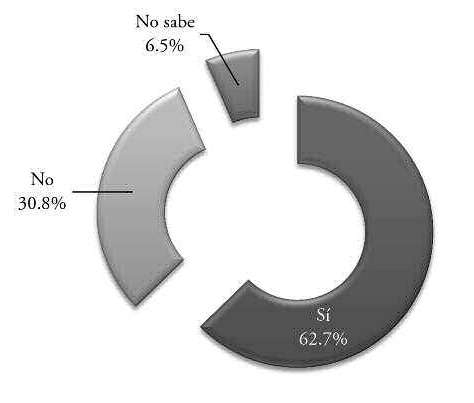 No sabe
6.5%
No
30.8%
Sí
62.7%